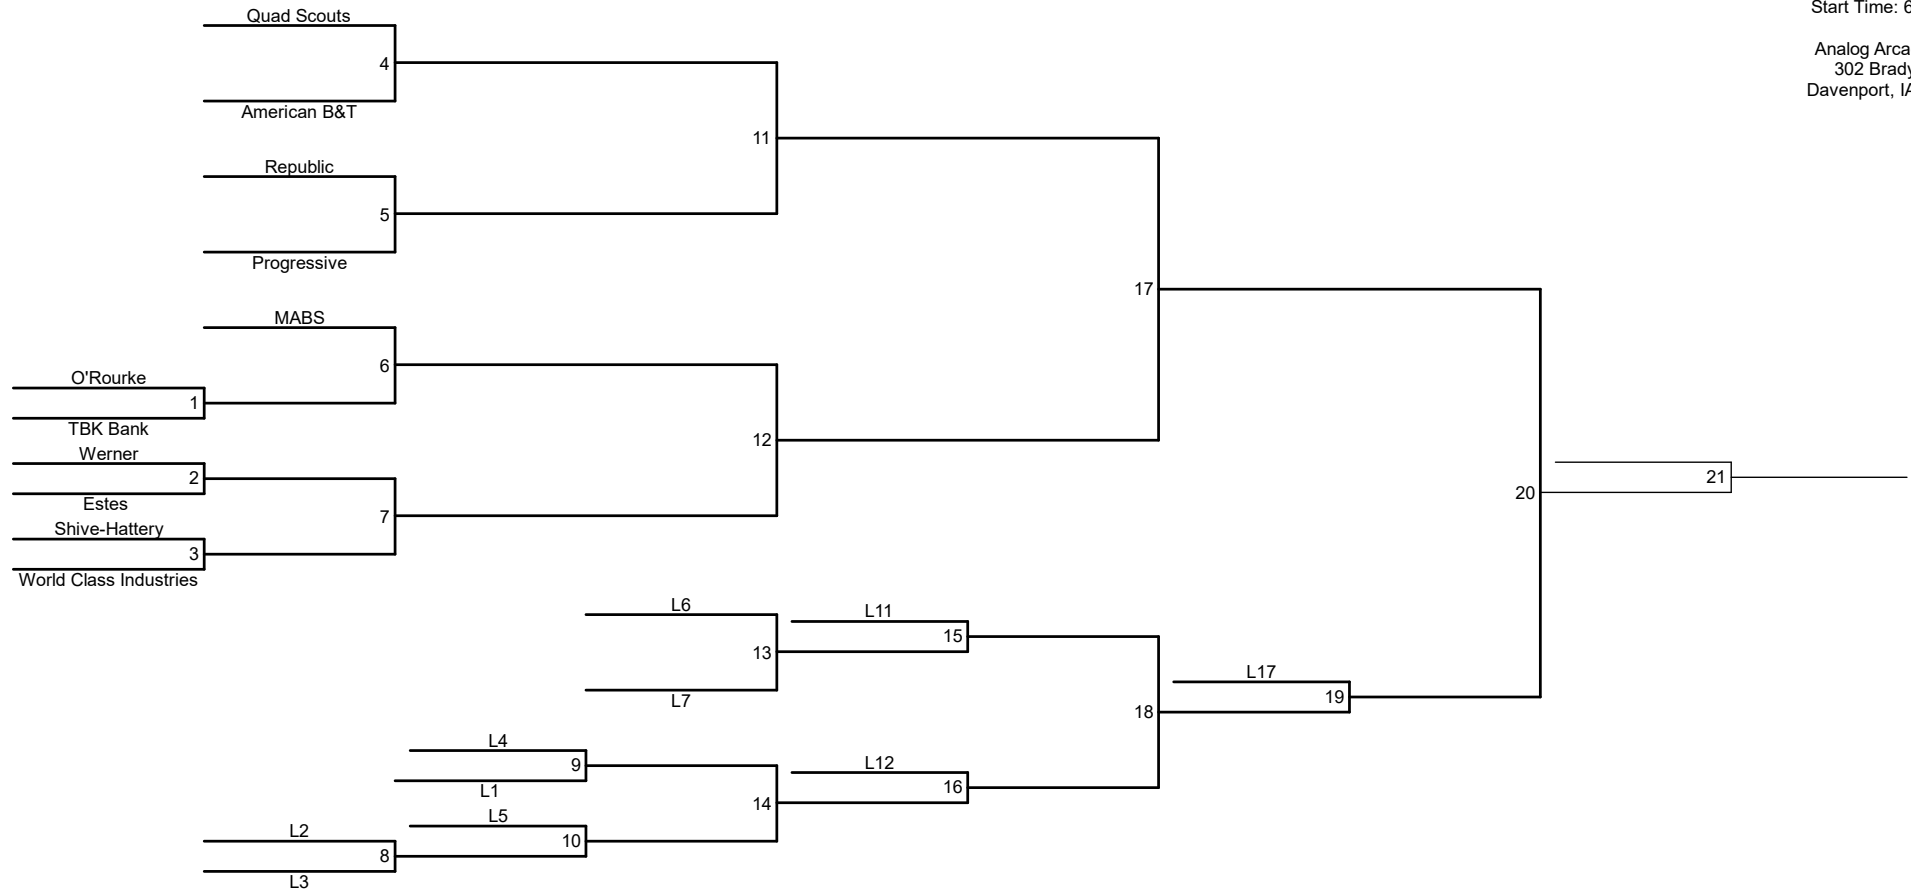 Quad Scouts
Start Time: 6
4
Analog Arca
302 Brady
Davenport, IA
American B&T
11
Republic
5
Progressive
17
MABS
6
O'Rourke
1
TBK Bank
12
Werner
2
21
20
Estes
7
Shive-Hattery
3
World Class Industries
L6
L11
15
13
L17
19
L7
18
L4
9
L12
L1
16
14
L5
L2
10
8
L3